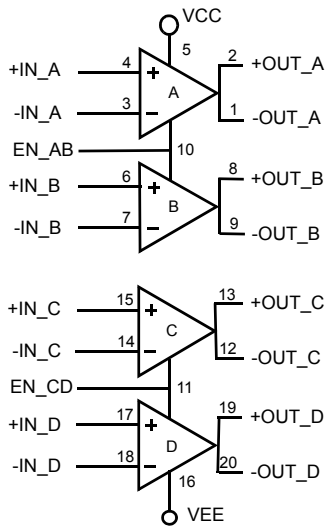 VCC
5
+IN_A 4 + A 2 +OUT_A
-IN_A 3 − 1 -OUT_A
EN_AB 10
+IN_B 6 + B 8 +OUT_B
-IN_B 7 − 9 -OUT_B
+IN_C 15 + C 13 +OUT_C
-IN_C 14 − 12 -OUT_C
EN_CD 11
+IN_D 17 + D 19 +OUT_D
-IN_D 18 − 20 -OUT_D
16
VEE